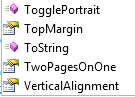 TogglePortrait
TopMargin
ToString
TwoPagesOnOne
VerticalAlignment